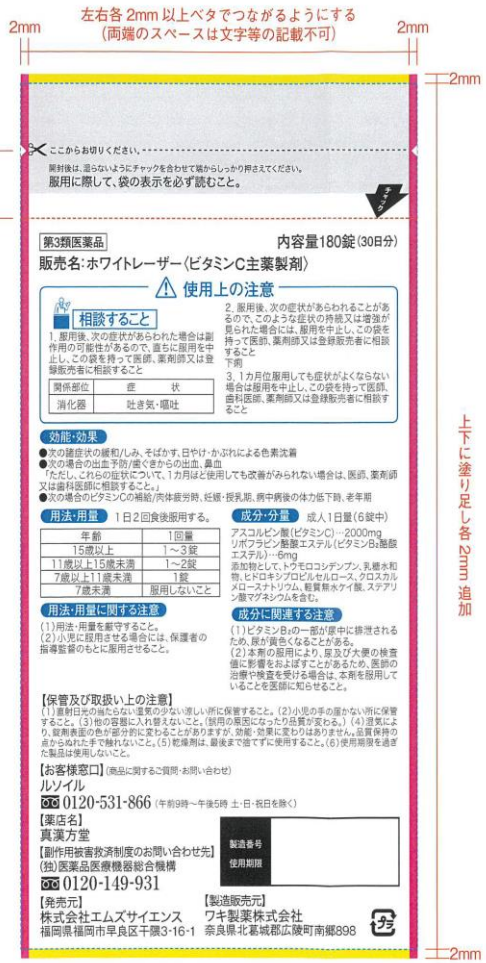 左右各2mm以上ベタでつながるようにする
(両端のスペースは文字等の記載不可)
2mm
2mm
2mm
ここからお切りください。
開封後は、湿らないようにチャックを合わせて端からしっかり押さえてください。
服用に際して、袋の表示を必ず読むこと。
チャック
第3類医薬品
内容量180錠(30日分)
販売名:ホワイトレーザー〈ビタミンC主薬製剤〉
使用上の注意
相談すること
1.服用後、次の症状があらわれた場合は副
作用の可能性があるので、直ちに服用を中
止し、この袋を持って医師、薬剤師又は登
録販売者に相談すること
関係部位 症状
消化器 吐き気・嘔吐
2.服用後、次の症状があらわれることがあ
るので、このような症状の持続又は増強が
見られた場合には、服用を中止し、この袋を
持って医師、薬剤師又は登録販売者に相談
すること
下痢
3.1カ月位服用しても症状がよくならない
場合は服用を中止し、この袋を持って医師、
歯科医師、薬剤師又は登録販売者に相談す
ること
効能・効果
●次の諸症状の緩和/しみ、そばかす、日やけ・かぶれによる色素沈着
●次の場合の出血予防/歯ぐきからの出血、鼻血
「ただし、これらの症状について、1カ月ほど使用しても改善がみられない場合は、医師、薬剤師
又は歯科医師に相談すること。」
●次の場合のビタミンCの補給/肉体疲労時、妊娠・授乳期、病中病後の体力低下時、老年期
用法・用量 1日2回食後服用する。
年齢 1回量
15歳以上 1〜3錠
11歳以上15歳未満 1〜2錠
7歳以上11歳未満 1錠
7歳未満 服用しないこと
成分・分量 成人1日量(6錠中)
アスコルビン酸(ビタミンC)…2000mg
リボフラビン酪酸エステル(ビタミンB₂酪酸
エステル)…6mg
添加物として、トウモロコシデンプン、乳糖水和
物、ヒドロキシプロピルセルロース、クロスカル
メロースナトリウム、軽質無水ケイ酸、ステアリ
ン酸マグネシウムを含む。
用法・用量に関する注意
(1)用法・用量を厳守すること。
(2)小児に服用させる場合には、保護者の
指導監督のもとに服用させること。
成分に関連する注意
(1)ビタミンB₂の一部が尿中に排泄される
ため、尿が黄色くなることがある。
(2)本剤の服用により、尿及び大便の検査
値に影響をおよぼすことがあるため、医師の
治療や検査を受ける場合は、本剤を服用して
いることを医師に知らせること。
【保管及び取扱い上の注意】
(1)直射日光の当たらない湿気の少ない涼しい所に保管すること。(2)小児の手の届かない所に保管
すること。(3)他の容器に入れ替えないこと。(誤用の原因になったり品質が変わる。)(4)湿気によ
り、錠剤表面の色が部分的に変わることがありますが、効能・効果に変わりはありません。品質保持の
点からぬれた手で触れないこと。(5)乾燥剤は、最後まで捨てずに使用すること。(6)使用期限を過ぎ
た製品は使用しないこと。
【お客様窓口】(商品に関するご質問・お問い合わせ)
ルソイル
0120-531-866 (午前9時〜午後5時 土・日・祝日を除く)
【薬店名】
真漢方堂
【副作用被害救済制度のお問い合わせ先】
(独)医薬品医療機器総合機構
0120-149-931
製造番号
使用期限
【発売元】
株式会社エムズサイエンス
福岡県福岡市早良区干隈3-16-1
【製造販売元】
ワキ製薬株式会社
奈良県北葛城郡広陵町南郷898
プラ
上下に塗り足し各2mm追加
2mm